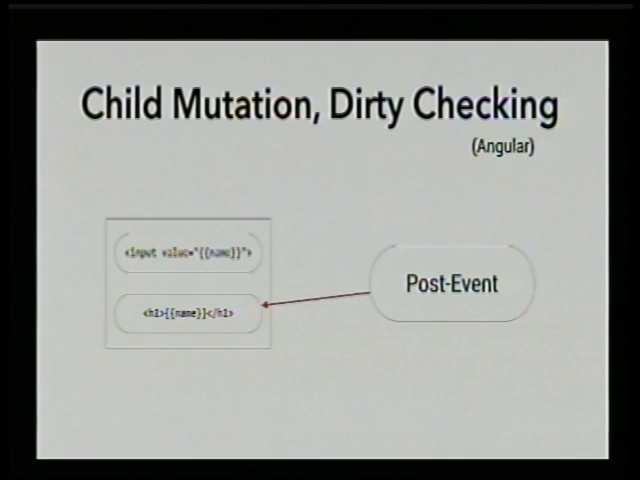 Child Mutation, Dirty Checking
(Angular)
<input value="{{name}}">
Post-Event
<h1>{{name}}</h1>